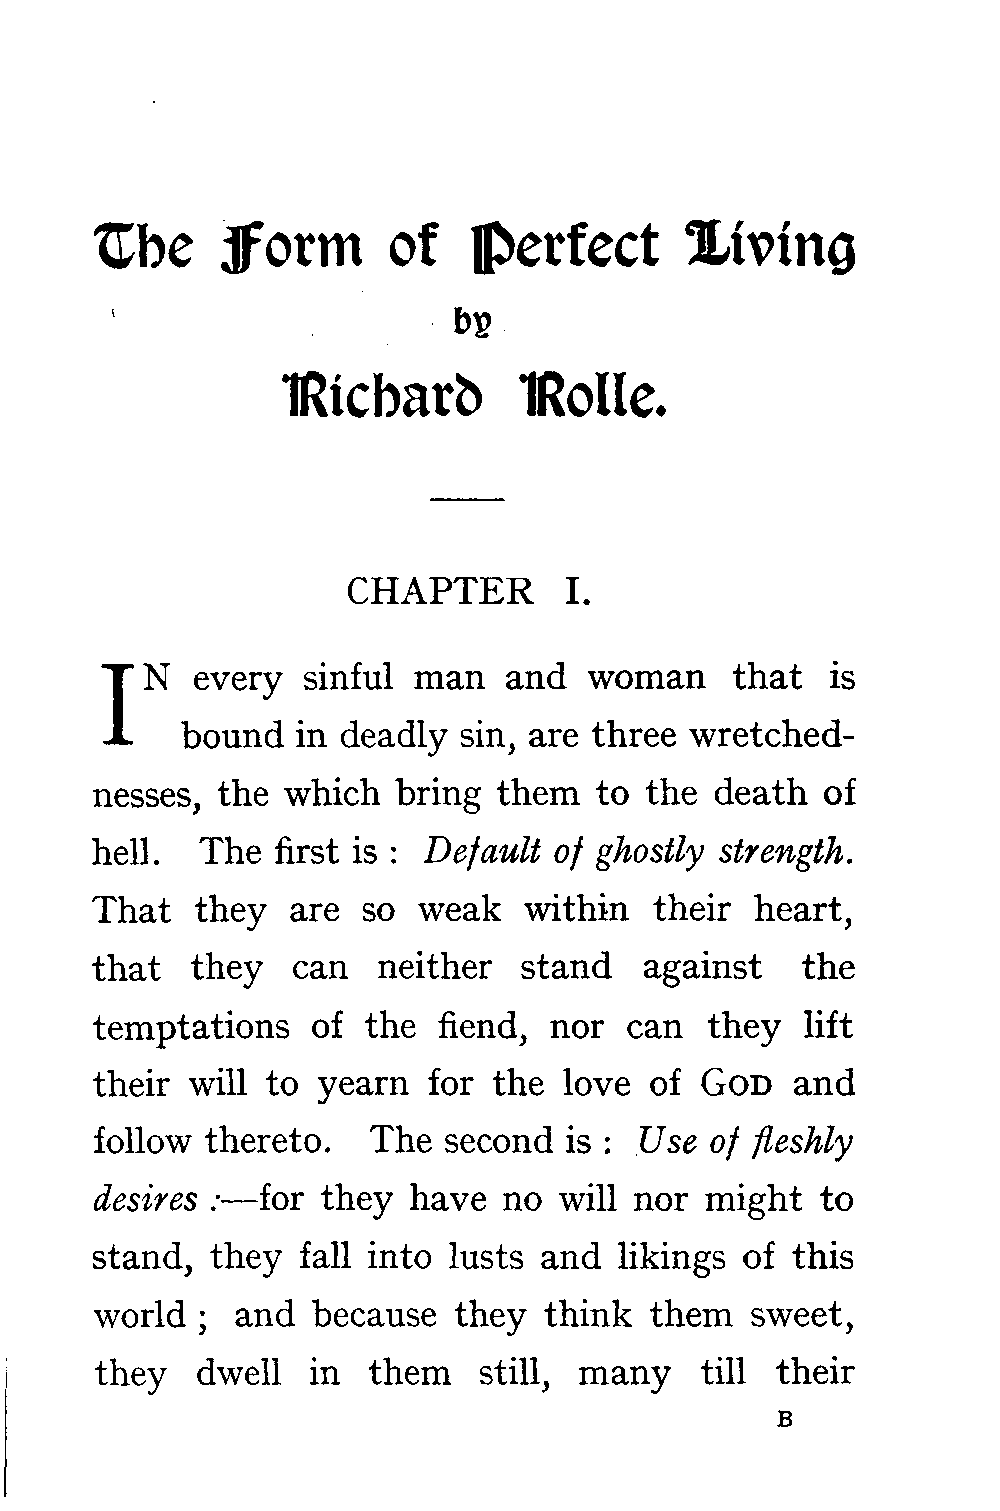 The Form of Perfect Living
by
Richard Rolle.
CHAPTER I.
IN every sinful man and woman that is
bound in deadly sin, are three wretched-
nesses, the which bring them to the death of
hell. The first is : Default of ghostly strength.
That they are so weak within their heart,
that they can neither stand against the
temptations of the fiend, nor can they lift
their will to yearn for the love of GOD and
follow thereto. The second is : Use of fleshly
desires :—for they have no will nor might to
stand, they fall into lusts and likings of this
world ; and because they think them sweet,
they dwell in them still, many till their
B